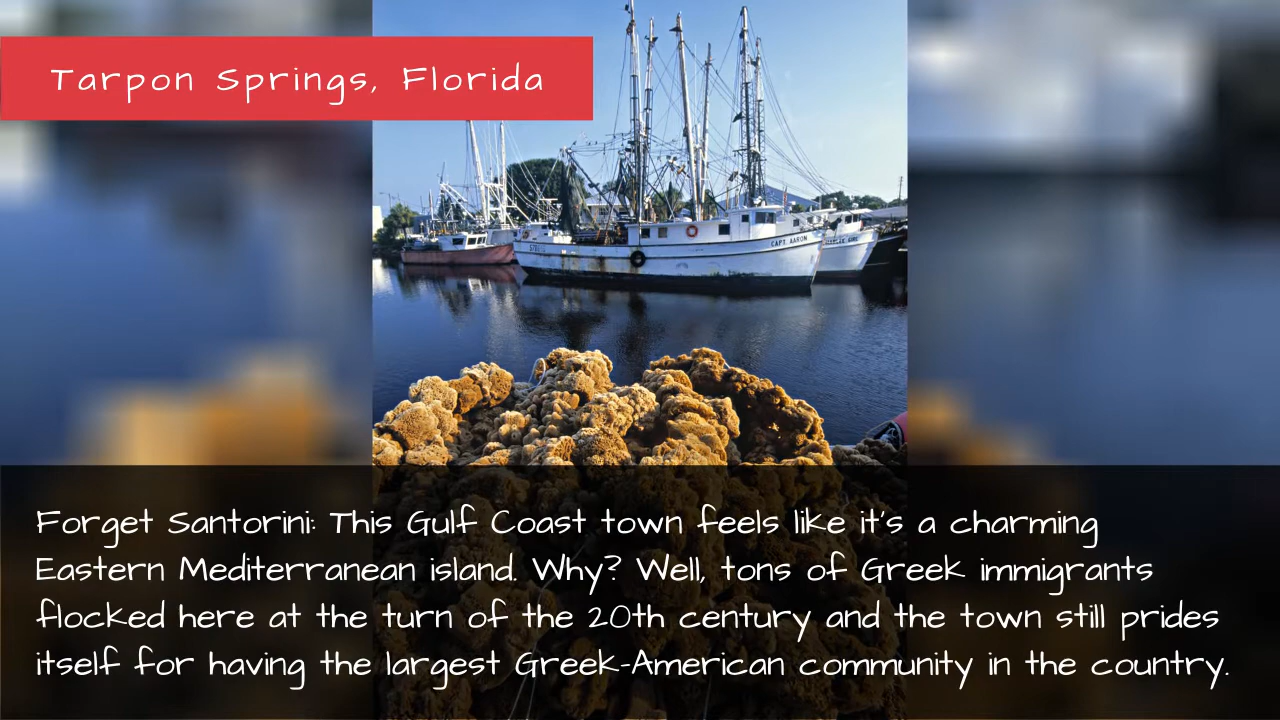 Tarpon Springs, Florida
CAPT. AARON
Forget Santorini: This Gulf Coast town feels like it's a charming
Eastern Mediterranean island. Why? Well, tons of Greek immigrants
flocked here at the turn of the 20th century and the town still prides
itself for having the largest Greek-American community in the country.